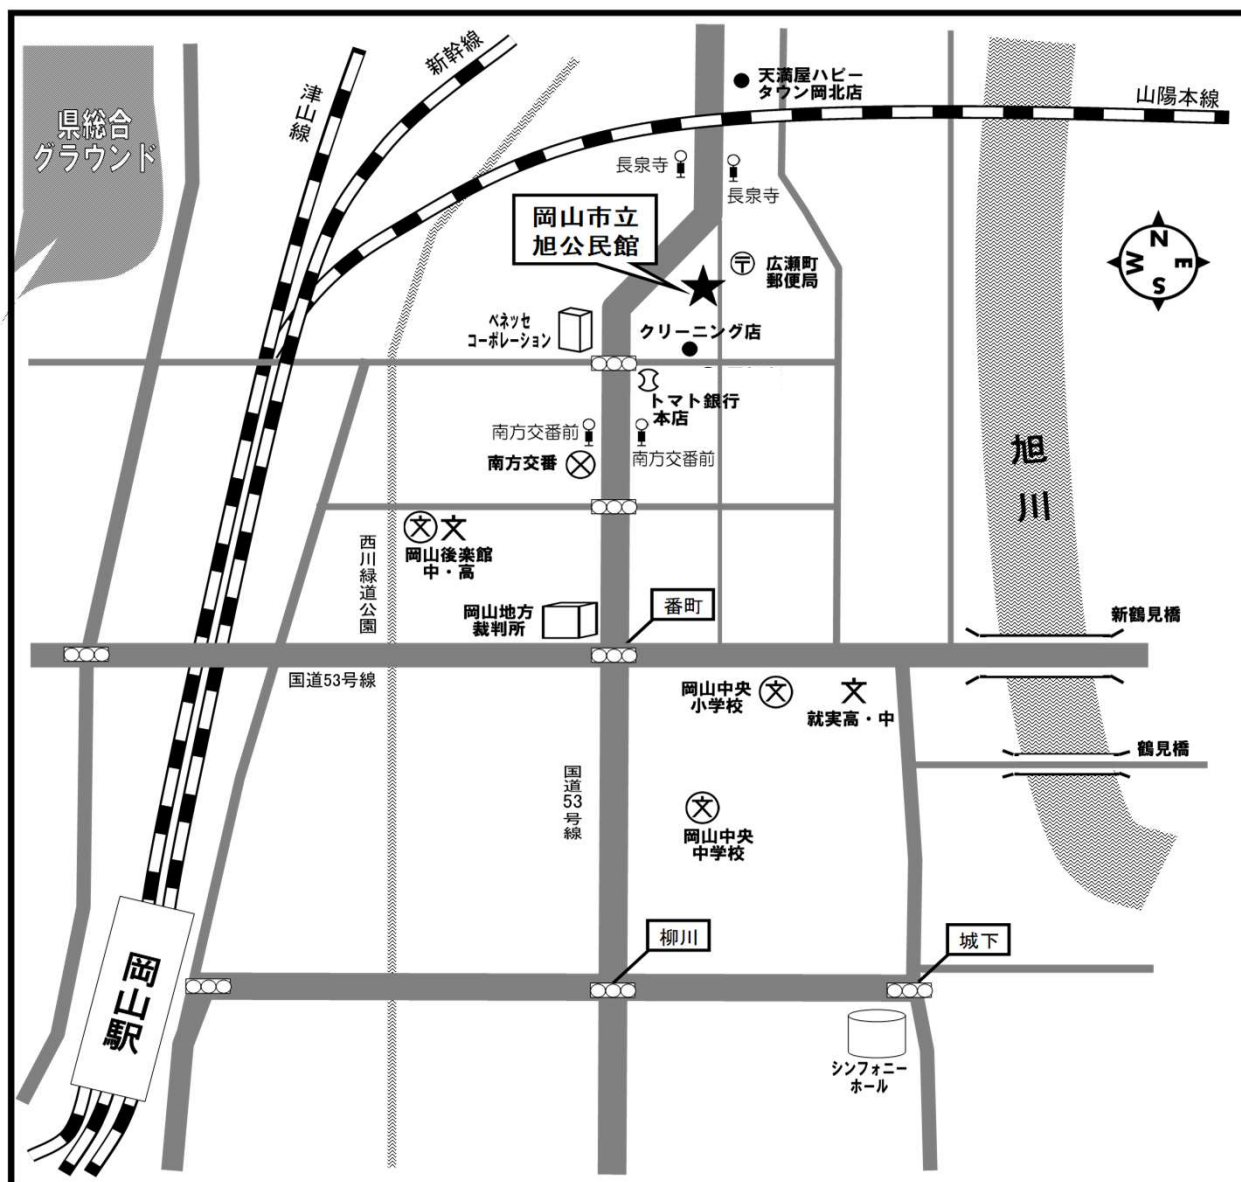 天満屋ハピー
タウン岡北店
新幹線
津山線
山陽本線
県総合
グラウンド
長泉寺
長泉寺
岡山市立
旭公民館
N
W
E
S
〒
広瀬町
郵便局
ベネッセ
コーポレーション
クリーニング店
トマト銀行
本店
南方交番前
南方交番前
南方交番
旭川
文
文
岡山後楽館
中・高
西川緑道公園
岡山地方
裁判所
番町
新鶴見橋
国道53号線
岡山中央
小学校
文
文
就実高・中
鶴見橋
国道53号線
文
岡山中央
中学校
柳川
城下
岡山駅
シンフォニー
ホール